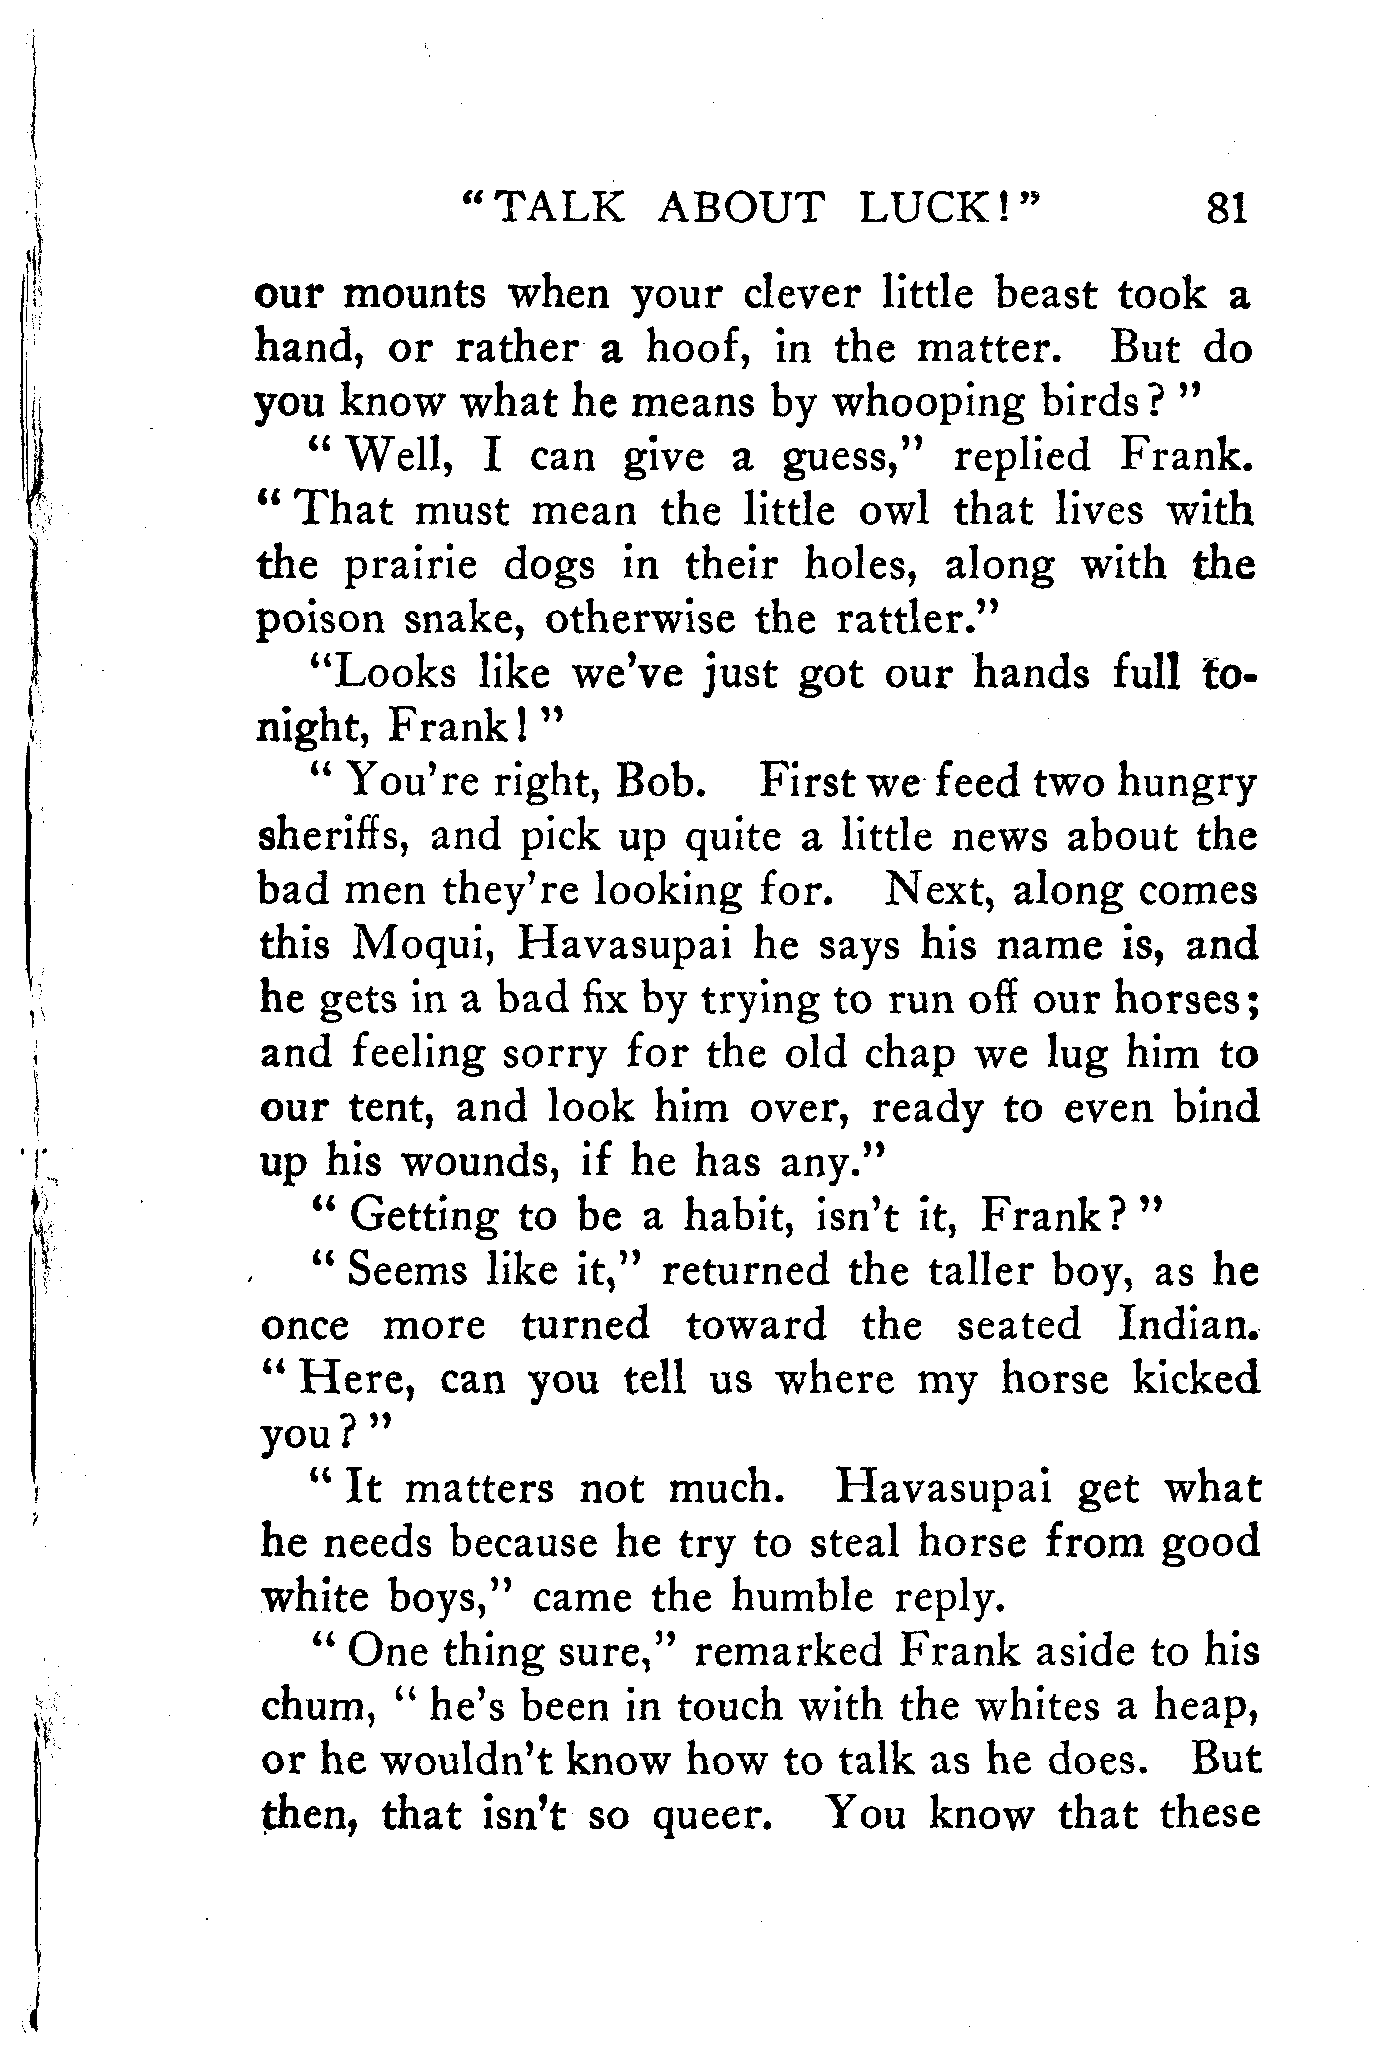 "TALK ABOUT LUCK!" 81
our mounts when your clever little beast took a
hand, or rather a hoof, in the matter. But do
you know what he means by whooping birds?"
"Well, I can give a guess," replied Frank.
"That must mean the little owl that lives with
the prairie dogs in their holes, along with the
poison snake, otherwise the rattler."
"Looks like we've just got our hands full to-
night, Frank!"
"You're right, Bob. First we feed two hungry
sheriffs, and pick up quite a little news about the
bad men they're looking for. Next, along comes
this Moqui, Havasupai he says his name is, and
he gets in a bad fix by trying to run off our horses;
and feeling sorry for the old chap we lug him to
our tent, and look him over, ready to even bind
up his wounds, if he has any."
"Getting to be a habit, isn't it, Frank?"
"Seems like it," returned the taller boy, as he
once more turned toward the seated Indian.
"Here, can you tell us where my horse kicked
you?"
"It matters not much. Havasupai get what
he needs because he try to steal horse from good
white boys," came the humble reply.
"One thing sure," remarked Frank aside to his
chum, "he's been in touch with the whites a heap,
or he wouldn't know how to talk as he does. But
then, that isn't so queer. You know that these